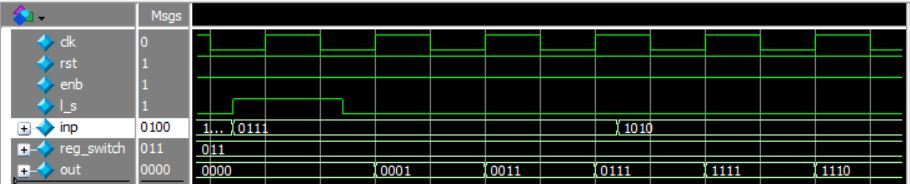 Msgs
clk 0
rst 1
enb 1
l_s 1
inp 0100 1... 0111 1010
reg_switch 011 011
out 0000 0000 0001 0011 0111 1111 1110